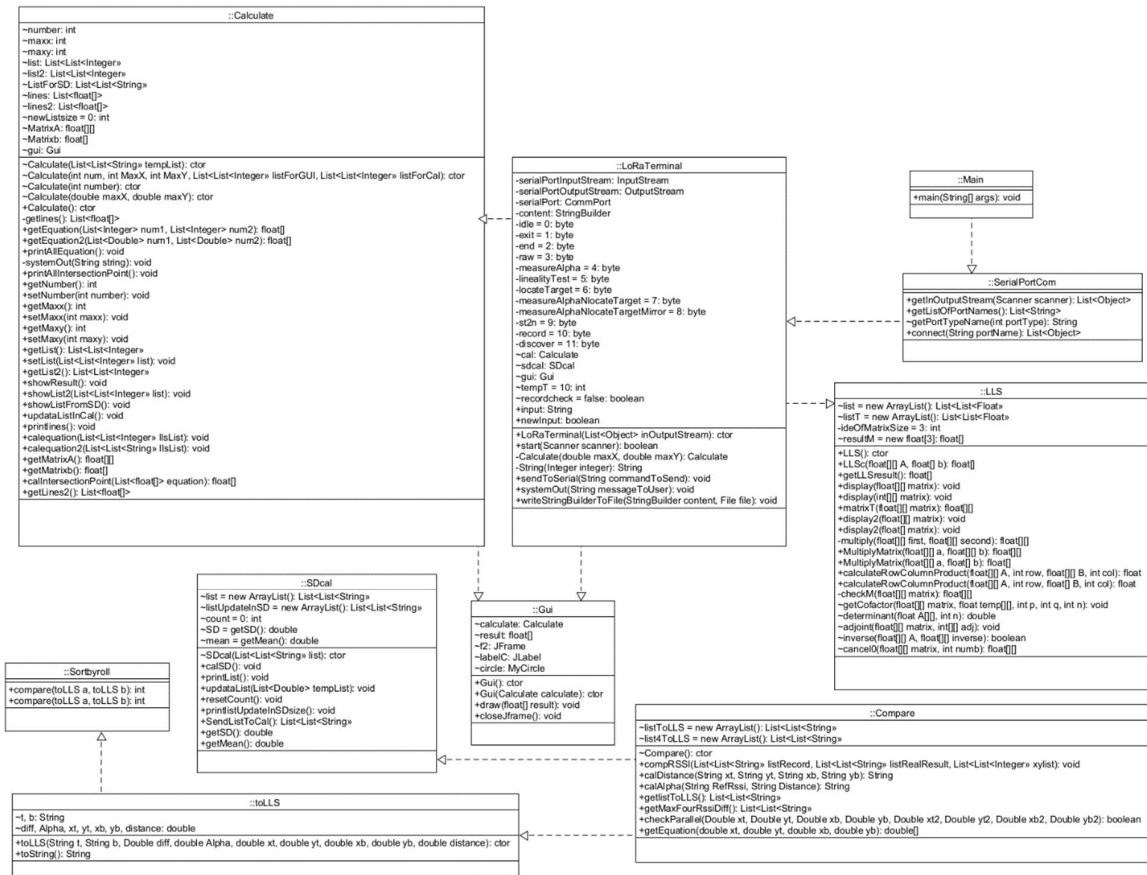 ::Calculate
~number: int
~maxx: int
~maxy: int
~list: List<List<Integer»
~list2: List<List<Integer»
~ListForSD: List<List<String»
~lines: List<float[]>
~lines2: List<float[]>
~newListsize = 0: int
~MatrixA: float[][]
~Matrixb: float[]
~gui: Gui
~Calculate(List<List<String» tempList): ctor
~Calculate(int num, int MaxX, int MaxY, List<List<Integer» listForGUI, List<List<Integer» listForCal): ctor
~Calculate(int number): ctor
~Calculate(double maxX, double maxY): ctor
+Calculate(): ctor
-getlines(): List<float[]>
+getEquation(List<Integer> num1, List<Integer> num2): float[]
+getEquation2(List<Double> num1, List<Double> num2): float[]
+printAllEquation(): void
-systemOut(String string): void
+printAllIntersectionPoint(): void
+getNumber(): int
+setNumber(int number): void
+getMaxx(): int
+setMaxx(int maxx): void
+getMaxy(): int
+setMaxy(int maxy): void
+getList(): List<List<Integer»
+setList(List<List<Integer» list): void
+getList2(): List<List<Integer»
+showResult(): void
+showList2(List<List<Integer» list): void
+showListFromSD(): void
+updataListInCal(): void
+printlines(): void
+calequation(List<List<Integer» llsList): void
+calequation2(List<List<String» llsList): void
+getMatrixA(): float[][]
+getMatrixb(): float[]
+callntersectionPoint(List<float[]> equation): float[]
+getLines2(): List<float[]>
::LoRaTerminal
-serialPortInputStream: InputStream
-serialPortOutputStream: OutputStream
-serialPort: CommPort
-content: StringBuilder
-idle = 0: byte
-exit = 1: byte
-end = 2: byte
-raw = 3: byte
-measureAlpha = 4: byte
-linealityTest = 5: byte
-locateTarget = 6: byte
-measureAlphaNlocateTarget = 7: byte
-measureAlphaNlocateTargetMirror = 8: byte
-st2n = 9: byte
-record = 10: byte
-discover = 11: byte
~cal: Calculate
~sdcal: SDcal
~gui: Gui
~tempT = 10: int
~recordcheck = false: boolean
+input: String
+newInput: boolean
+LoRaTerminal(List<Object> inOutputStream): ctor
+start(Scanner scanner): boolean
-Calculate(double maxX, double maxY): Calculate
-String(Integer integer): String
+sendToSerial(String commandToSend): void
+systemOut(String messageToUser): void
+writeStringBuilderToFile(StringBuilder content, File file): void
::Main
+main(String[] args): void
::SerialPortCom
+getInOutputStream(Scanner scanner): List<Object>
+getListOfPortNames(): List<String>
~getPortTypeName(int portType): String
+connect(String portName): List<Object>
::LLS
~list = new ArrayList(): List<List<Float»
~listT = new ArrayList(): List<List<Float»
-ideOfMatrixSize = 3: int
~resultM = new float[3]: float[]
+LLS(): ctor
+LLSc(float[][] A, float[] b): float[]
+getLLSresult(): float[]
+display(float[][] matrix): void
+display(int[][] matrix): void
+matrixT(float[][] matrix): float[][]
+display2(float[][] matrix): void
+display2(float[] matrix): void
-multiply(float[][] first, float[][] second): float[][]
+MultiplyMatrix(float[][] a, float[][] b): float[][]
+MultiplyMatrix(float[][] a, float[] b): float[]
+calculateRowColumnProduct(float[][] A, int row, float[][] B, int col): float
+calculateRowColumnProduct(float[][] A, int row, float[] B, int col): float
-checkM(float[][] matrix): float[][]
~getCofactor(float[][] matrix, float temp[][], int p, int q, int n): void
~determinant(float A[][], int n): double
~adjoint(float[][] matrix, int[][] adj): void
~inverse(float[][] A, float[][] inverse): boolean
~cancel0(float[][] matrix, int numb): float[][]
::SDcal
~list = new ArrayList(): List<List<String»
~listUpdateInSD = new ArrayList(): List<List<String»
~count = 0: int
~SD = getSD(): double
~mean = getMean(): double
~SDcal(List<List<String» list): ctor
+calSD(): void
+printList(): void
+updataList(List<Double> tempList): void
+resetCount(): void
+printlistUpdateInSDsize(): void
+SendListToCal(): List<List<String»
+getSD(): double
+getMean(): double
::Gui
~calculate: Calculate
~result: float[]
~f2: JFrame
~labelC: JLabel
~circle: MyCircle
+Gui(): ctor
+Gui(Calculate calculate): ctor
+draw(float[] result): void
+closeJframe(): void
::Sortbyroll
+compare(toLLS a, toLLS b): int
+compare(toLLS a, toLLS b): int
::Compare
~listToLLS = new ArrayList(): List<List<String»
~list4ToLLS = new ArrayList(): List<List<String»
~Compare(): ctor
+compRSSI(List<List<String» listRecord, List<List<String» listRealResult, List<List<Integer» xylist): void
+calDistance(String xt, String yt, String xb, String yb): String
+calAlpha(String RefRssi, String Distance): String
+getlistToLLS(): List<List<String»
+getMaxFourRssiDiff(): List<List<String»
+checkParallel(Double xt, Double yt, Double xb, Double yb, Double xt2, Double yt2, Double xb2, Double yb2): boolean
+getEquation(double xt, double yt, double xb, double yb): double[]
::toLLS
~t, b: String
~diff, Alpha, xt, yt, xb, yb, distance: double
+toLLS(String t, String b, Double diff, double Alpha, double xt, double yt, double xb, double yb, double distance): ctor
+toString(): String